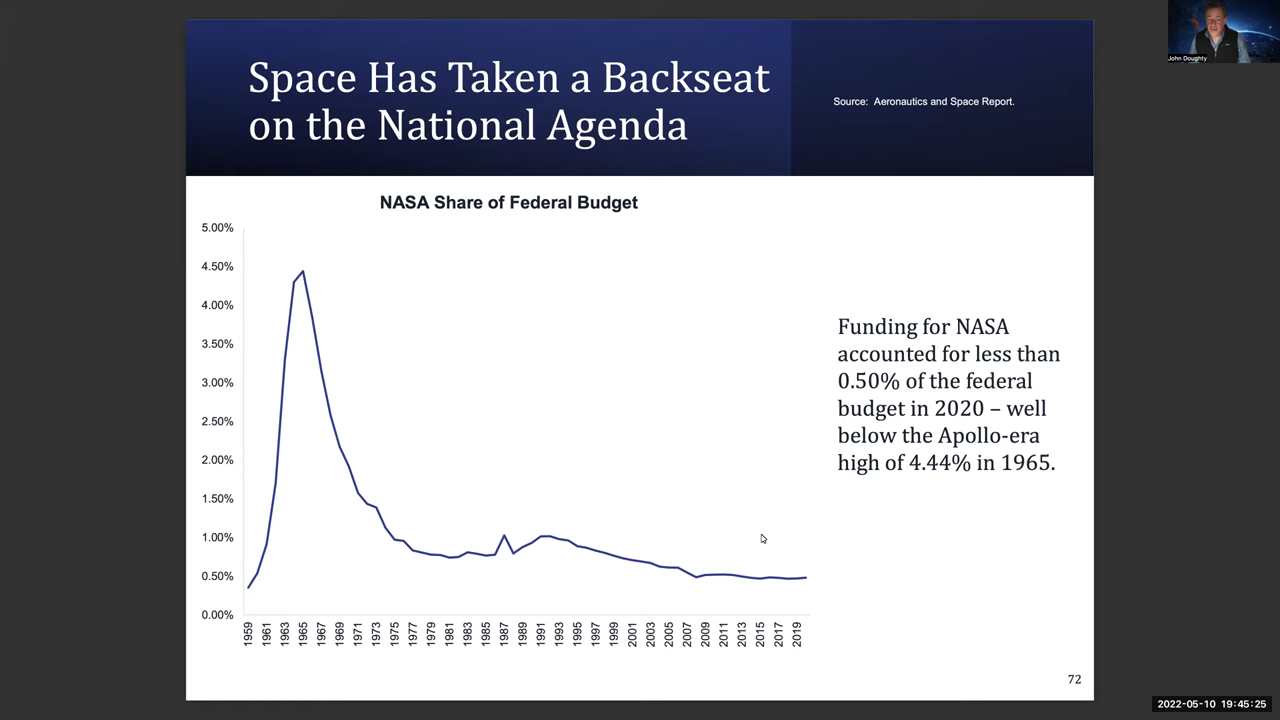 Space Has Taken a Backseat
on the National Agenda
Source: Aeronautics and Space Report.
John Doughty
NASA Share of Federal Budget
5.00%
4.50%
4.00%
3.50%
3.00%
2.50%
2.00%
1.50%
1.00%
0.50%
0.00%
1959 1961 1963 1965 1967 1969 1971 1973 1975 1977 1979 1981 1983 1985 1987 1989 1991 1993 1995 1997 1999 2001 2003 2005 2007 2009 2011 2013 2015 2017 2019
Funding for NASA
accounted for less than
0.50% of the federal
budget in 2020 – well
below the Apollo-era
high of 4.44% in 1965.
72
2022-05-10 19:45:25